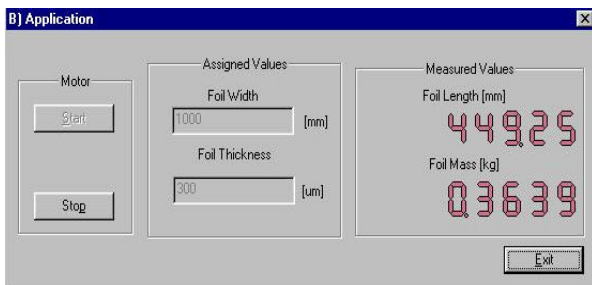 B) Application
Motor
Start
Stop
Assigned Values
Foil Width
1000 [mm]
Foil Thickness
300 [um]
Measured Values
Foil Length [mm]
449.25
Foil Mass [kg]
0.3639
Exit